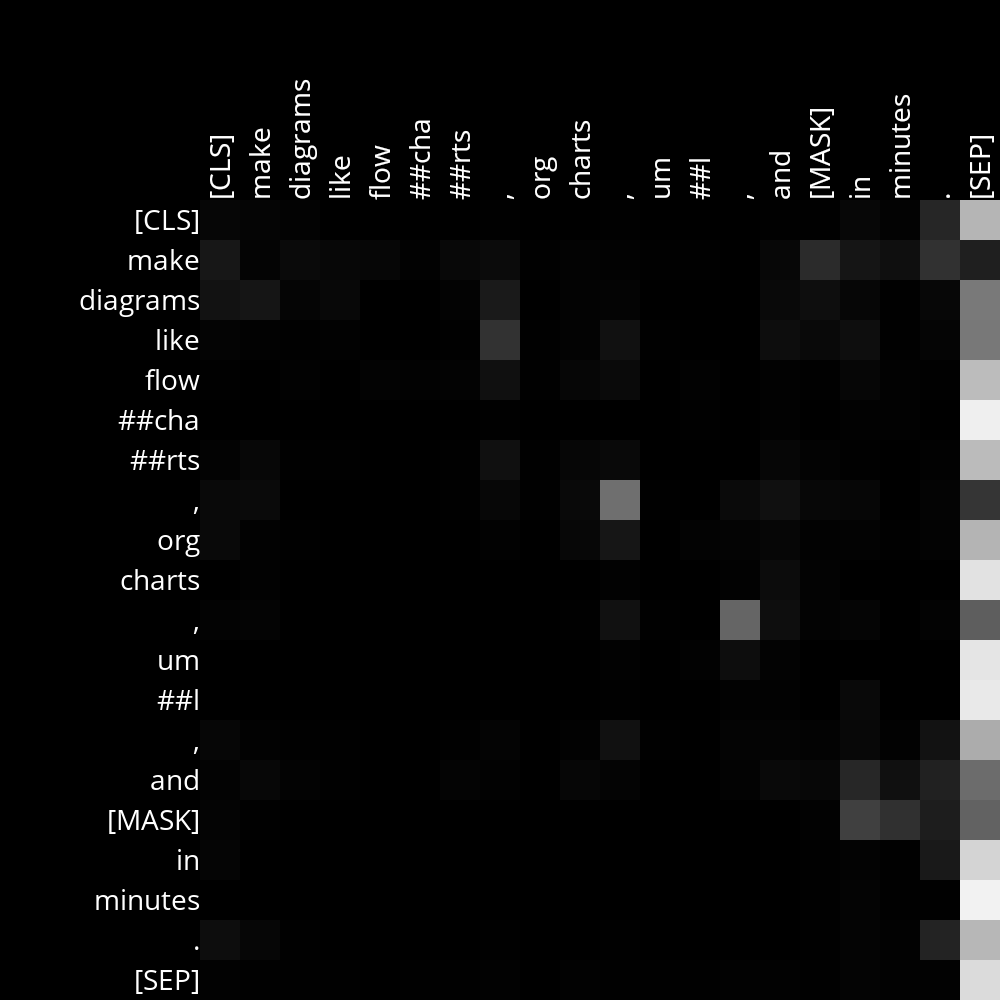 [CLS] make diagrams like flow ##cha ##rts , org charts , um ##l , and [MASK] in minutes . [SEP]
[CLS]
make
diagrams
like
flow
##cha
##rts
,
org
charts
,
um
##l
,
and
[MASK]
in
minutes
.
[SEP]